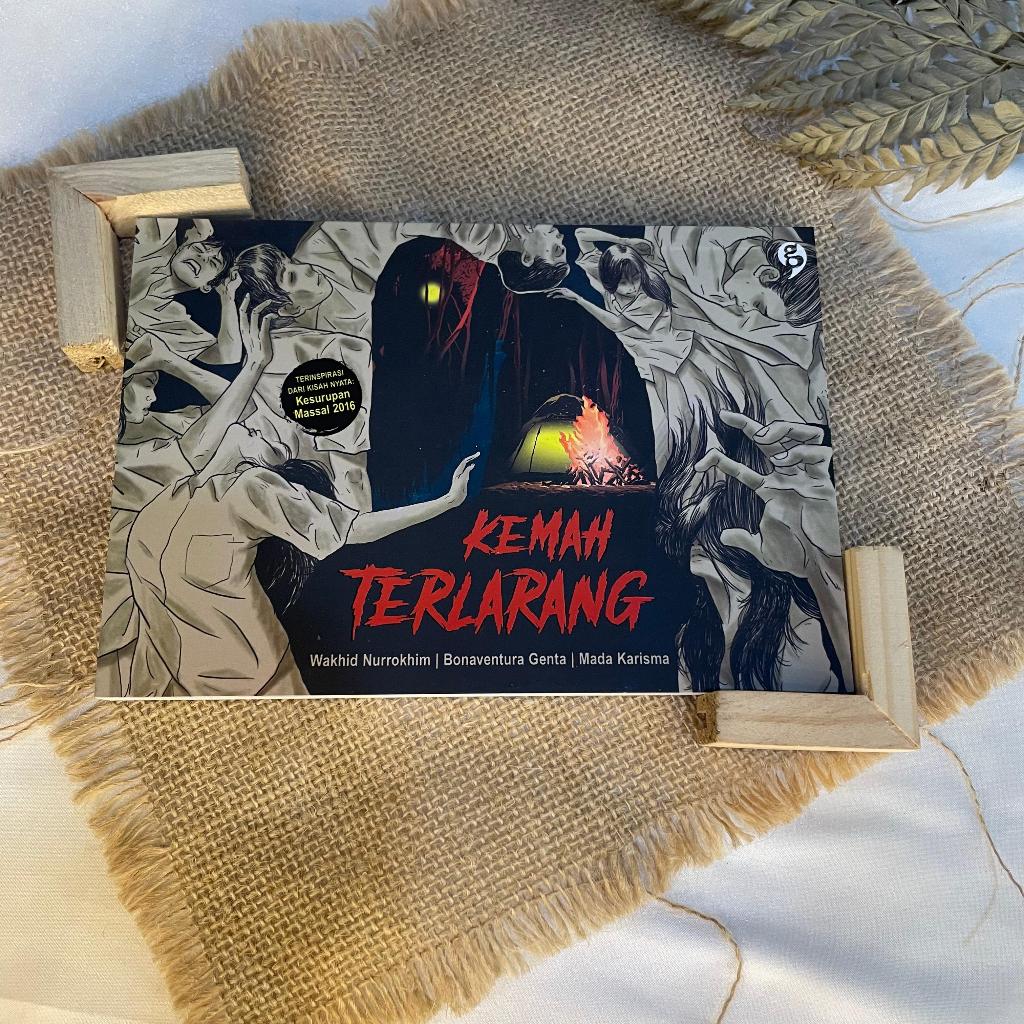 TERINSPIRASI
DARI KISAH NYATA:
Kesurupan
Massal 2016
KEMAH
TERLARANG
Wakhid Nurrokhim | Bonaventura Genta | Mada Karisma